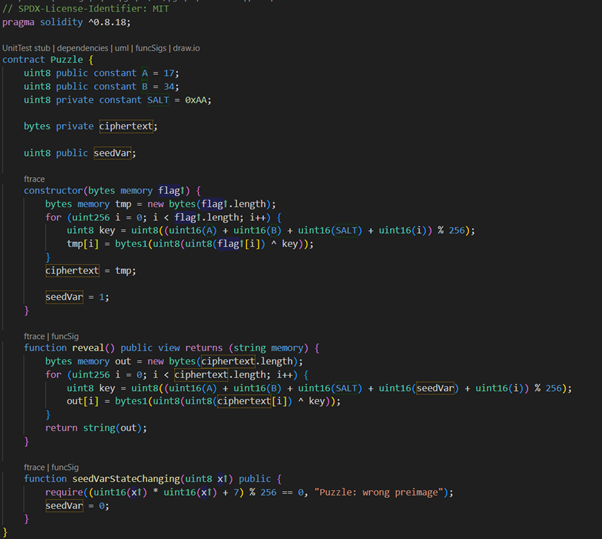 // SPDX-License-Identifier: MIT
pragma solidity ^0.8.18;
UnitTest stub | dependencies | uml | funcSigs | draw.io
contract Puzzle {
    uint8 public constant A = 17;
    uint8 public constant B = 34;
    uint8 private constant SALT = 0xAA;
    bytes private ciphertext;
    uint8 public seedVar;
    ftrace
    constructor(bytes memory flag↑) {
        bytes memory tmp = new bytes(flag↑.length);
        for (uint256 i = 0; i < flag↑.length; i++) {
            uint8 key = uint8((uint16(A) + uint16(B) + uint16(SALT) + uint16(i)) % 256);
            tmp[i] = bytes1(uint8(uint8(flag↑[i]) ^ key));
        }
        ciphertext = tmp;
        seedVar = 1;
    }
    ftrace | funcSig
    function reveal() public view returns (string memory) {
        bytes memory out = new bytes(ciphertext.length);
        for (uint256 i = 0; i < ciphertext.length; i++) {
            uint8 key = uint8((uint16(A) + uint16(B) + uint16(SALT) + uint16(seedVar) + uint16(i)) % 256);
            out[i] = bytes1(uint8(uint8(ciphertext[i]) ^ key));
        }
        return string(out);
    }
    ftrace | funcSig
    function seedVarStateChanging(uint8 x↑) public {
        require((uint16(x↑) * uint16(x↑) + 7) % 256 == 0, "Puzzle: wrong preimage");
        seedVar = 0;
    }
}